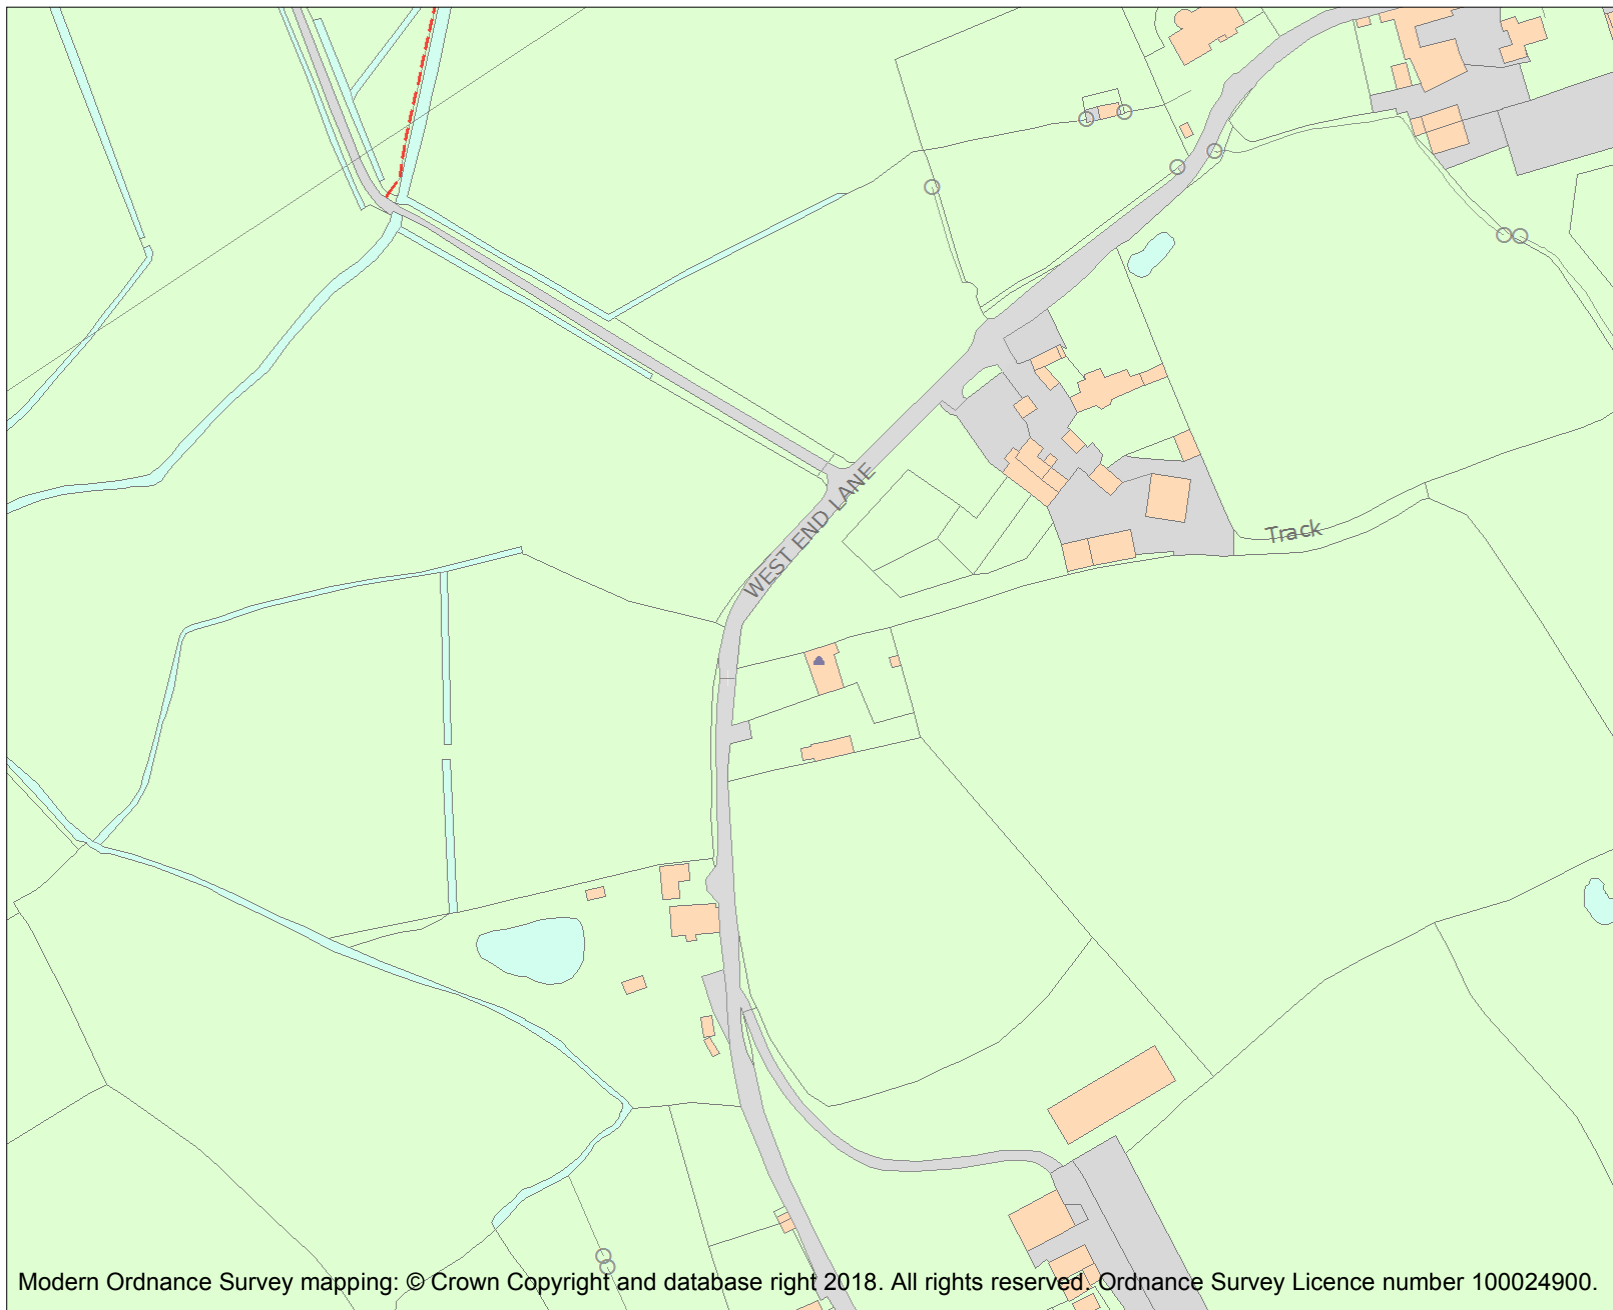 WEST END LANE
Track
Modern Ordnance Survey mapping: © Crown Copyright and database right 2018. All rights reserved. Ordnance Survey Licence number 100024900.